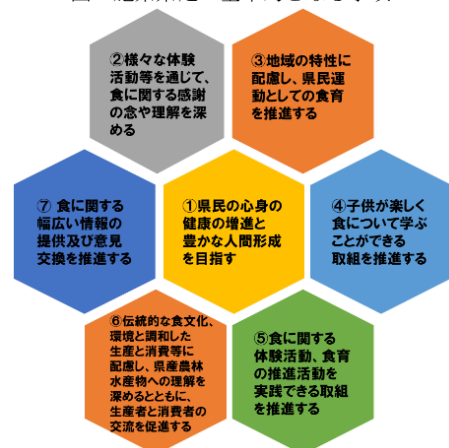 ②様々な体験
活動等を通じて、
食に関する感謝
の念や理解を深
める
③地域の特性に
配慮し、県民運
動としての食育
を推進する
⑦ 食に関する
幅広い情報の
提供及び意見
交換を推進する
①県民の心身の
健康の増進と
豊かな人間形成
を目指す
④子供が楽しく
食について学ぶ
ことができる
取組を推進する
⑥伝統的な食文化、
環境と調和した
生産と消費等に
配慮し、県産農林
水産物への理解を
深めるとともに、
生産者と消費者の
交流を促進する
⑤食に関する
体験活動、食育
の推進活動を
実践できる取組
を推進する